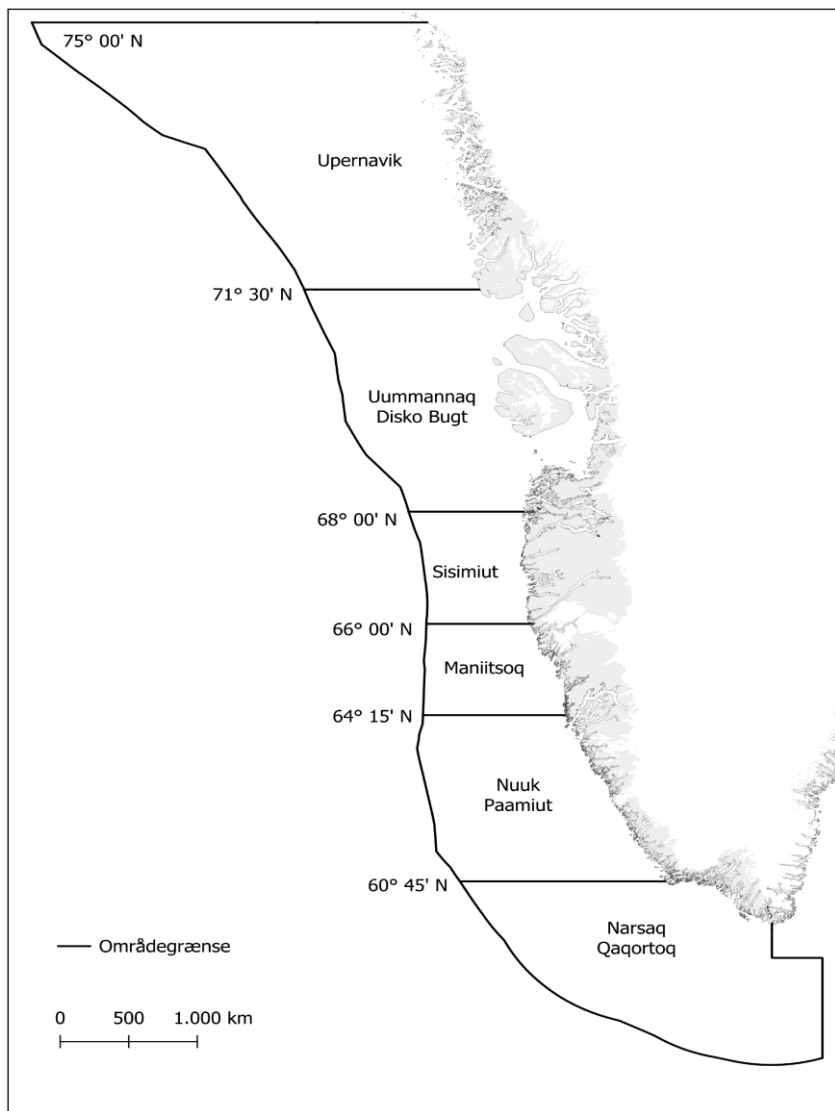 75° 00' N
Upernavik
71° 30' N
Uummannaq
Disko Bugt
68° 00' N
Sisimiut
66° 00' N
Maniitsoq
64° 15' N
Nuuk
Paamiut
60° 45' N
Narsaq
Qaqortoq
Områdegrænse
0 500 1.000 km